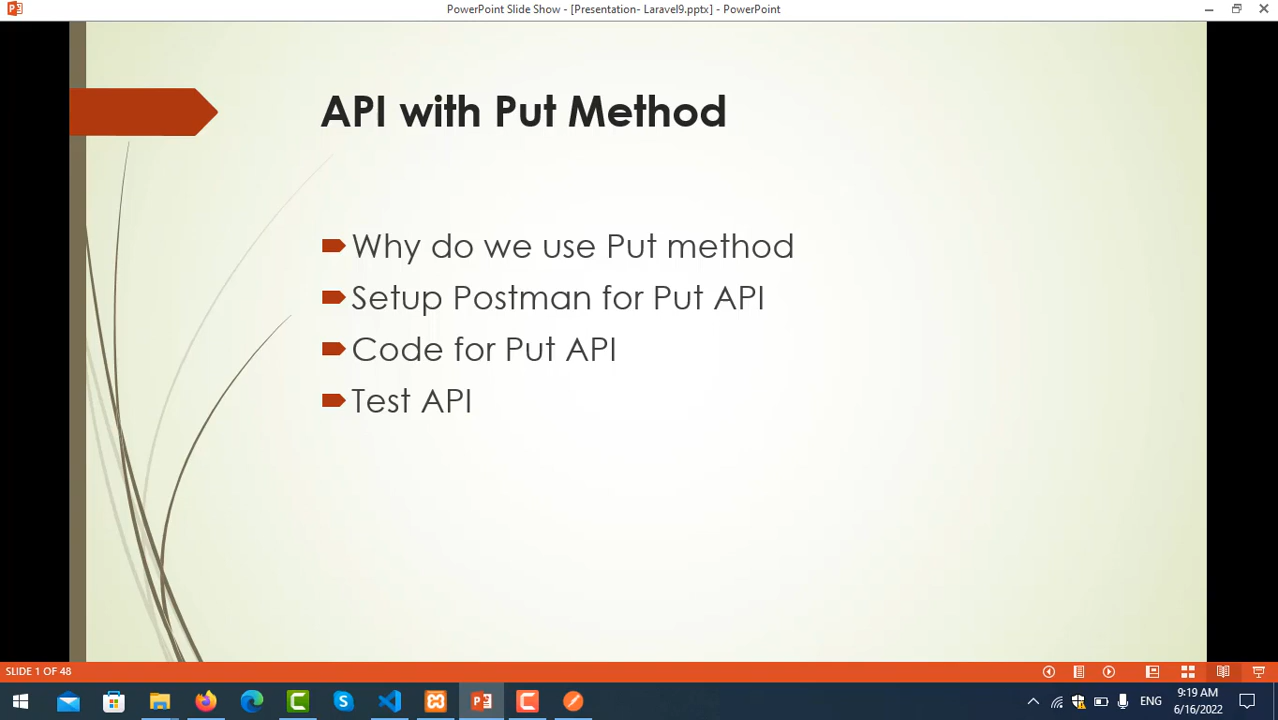 PowerPoint Slide Show - [Presentation- Laravel9.pptx] - PowerPoint
API with Put Method
Why do we use Put method
Setup Postman for Put API
Code for Put API
Test API
SLIDE 1 OF 48
ENG
9:19 AM
6/16/2022